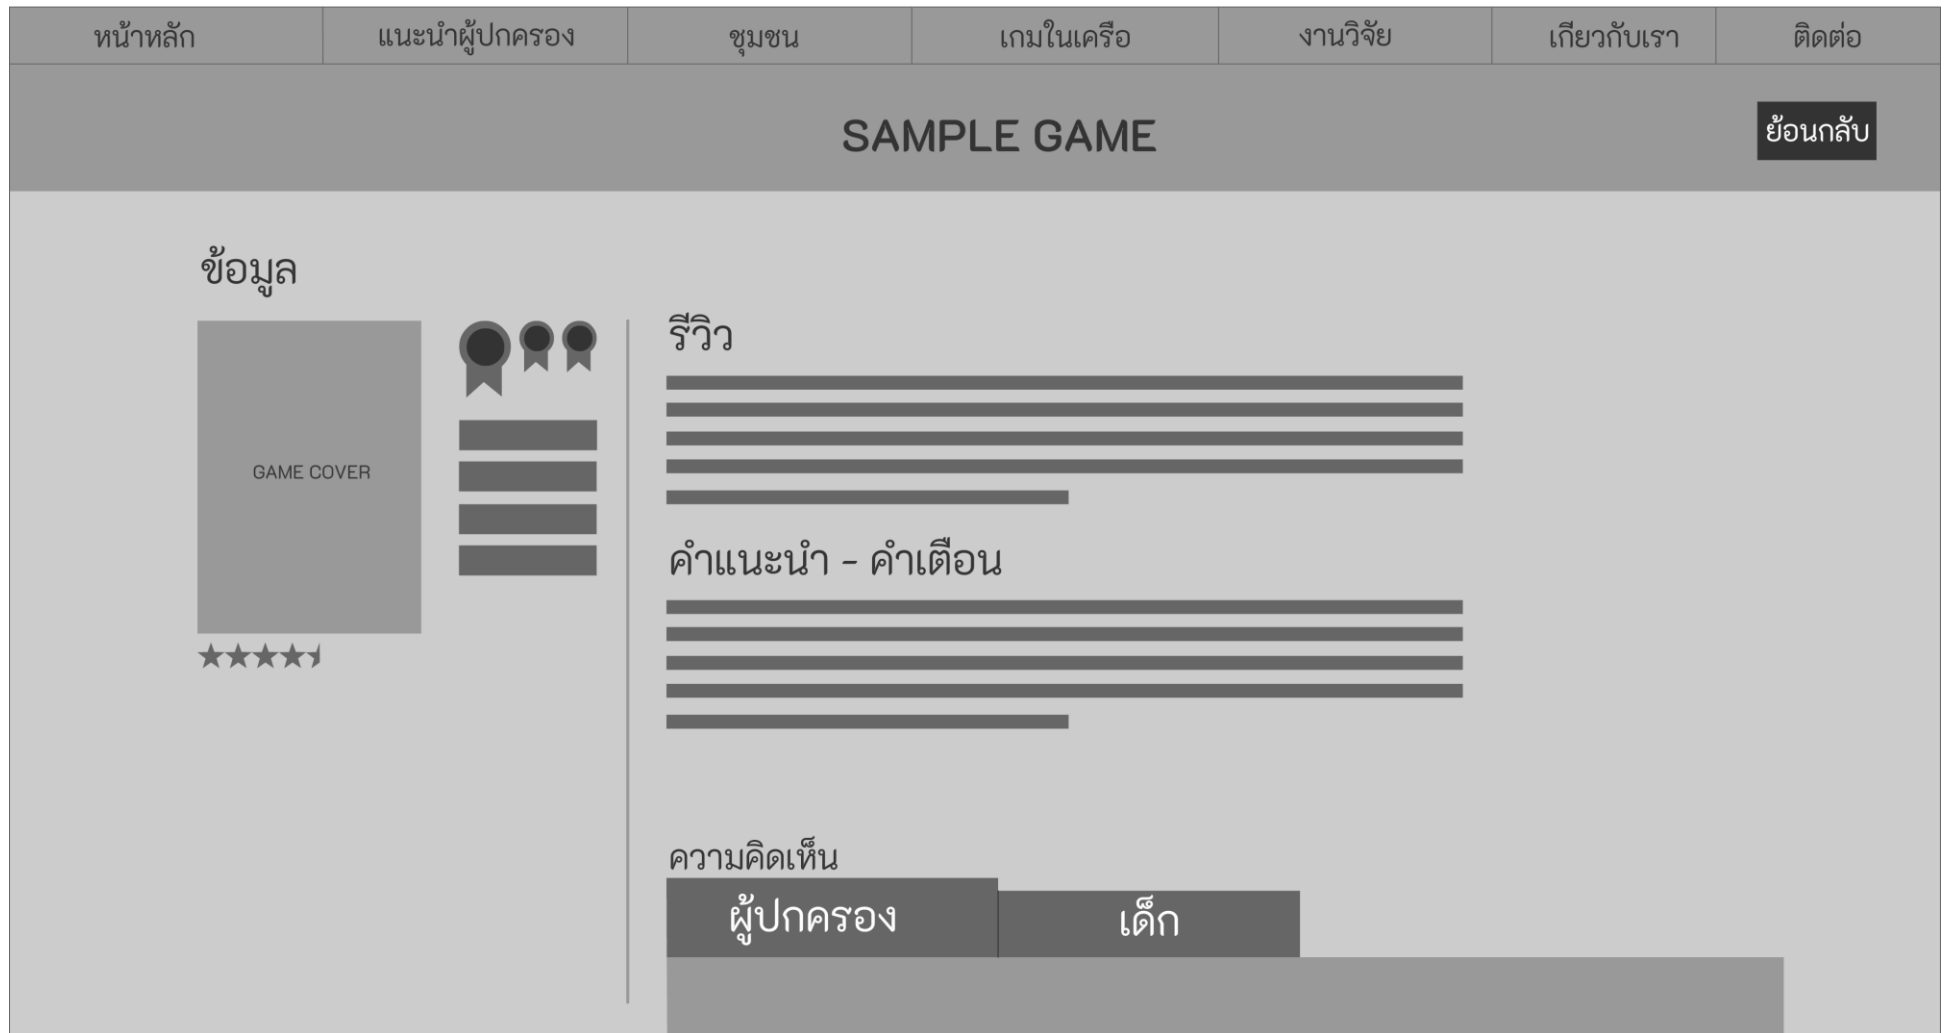 หน้าหลัก แนะนำผู้ปกครอง ชุมชน เกมในเครือ งานวิจัย เกียวกับเรา ติดต่อ
SAMPLE GAME
ย้อนกลับ
ข้อมูล
GAME COVER
รีวิว
คำแนะนำ - คำเตือน
ความคิดเห็น
ผู้ปกครอง เด็ก